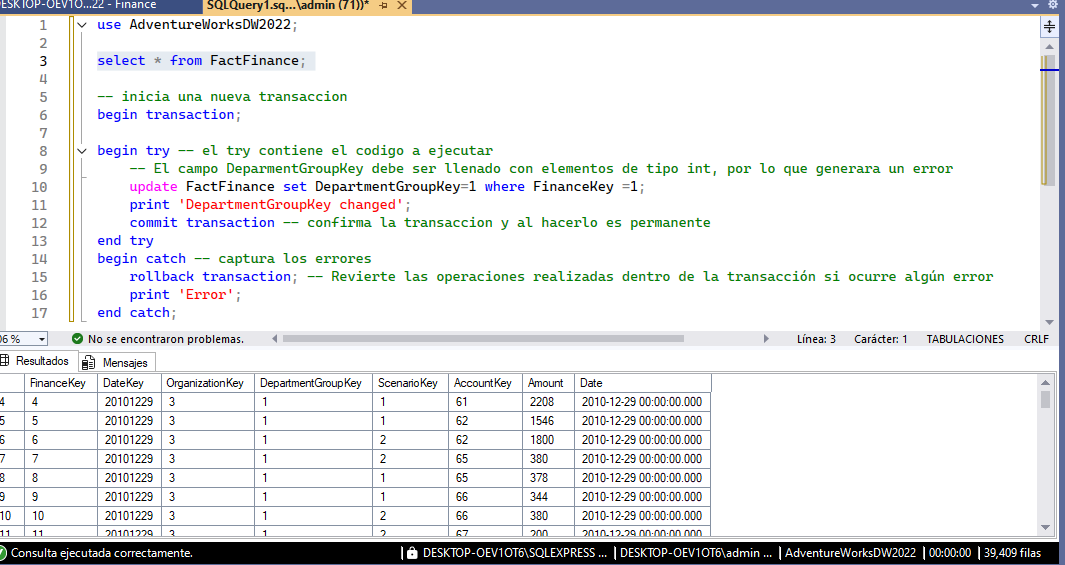 DESKTOP-OEV1O...22 - Finance
SQLQuery1.sq...\admin (71))*
1 use AdventureWorksDW2022;
2
3 select * from FactFinance;
4
5 -- inicia una nueva transaccion
6 begin transaction;
7
8 begin try -- el try contiene el codigo a ejecutar
9 -- El campo DeparmentGroupKey debe ser llenado con elementos de tipo int, por lo que generara un error
10 update FactFinance set DepartmentGroupKey=1 where FinanceKey =1;
11 print 'DepartmentGroupKey changed';
12 commit transaction -- confirma la transaccion y al hacerlo es permanente
13 end try
14 begin catch -- captura los errores
15 rollback transaction; -- Revierte las operaciones realizadas dentro de la transacción si ocurre algún error
16 print 'Error';
17 end catch;
No se encontraron problemas. Línea: 3 Carácter: 1 TABULACIONES CRLF
Resultados Mensajes
FinanceKey DateKey OrganizationKey DepartmentGroupKey ScenarioKey AccountKey Amount Date
4 4 20101229 3 1 1 61 2208 2010-12-29 00:00:00.000
5 5 20101229 3 1 1 62 1546 2010-12-29 00:00:00.000
6 6 20101229 3 1 2 62 1800 2010-12-29 00:00:00.000
7 7 20101229 3 1 2 65 380 2010-12-29 00:00:00.000
8 8 20101229 3 1 1 65 378 2010-12-29 00:00:00.000
9 9 20101229 3 1 1 66 344 2010-12-29 00:00:00.000
10 10 20101229 3 1 2 66 380 2010-12-29 00:00:00.000
11 11 20101229 3 1 2 67 200 2010-12-29 00:00:00.000
Consulta ejecutada correctamente. DESKTOP-OEV1OT6\SQLEXPRESS ... DESKTOP-OEV1OT6\admin ... AdventureWorksDW2022 00:00:00 39,409 filas